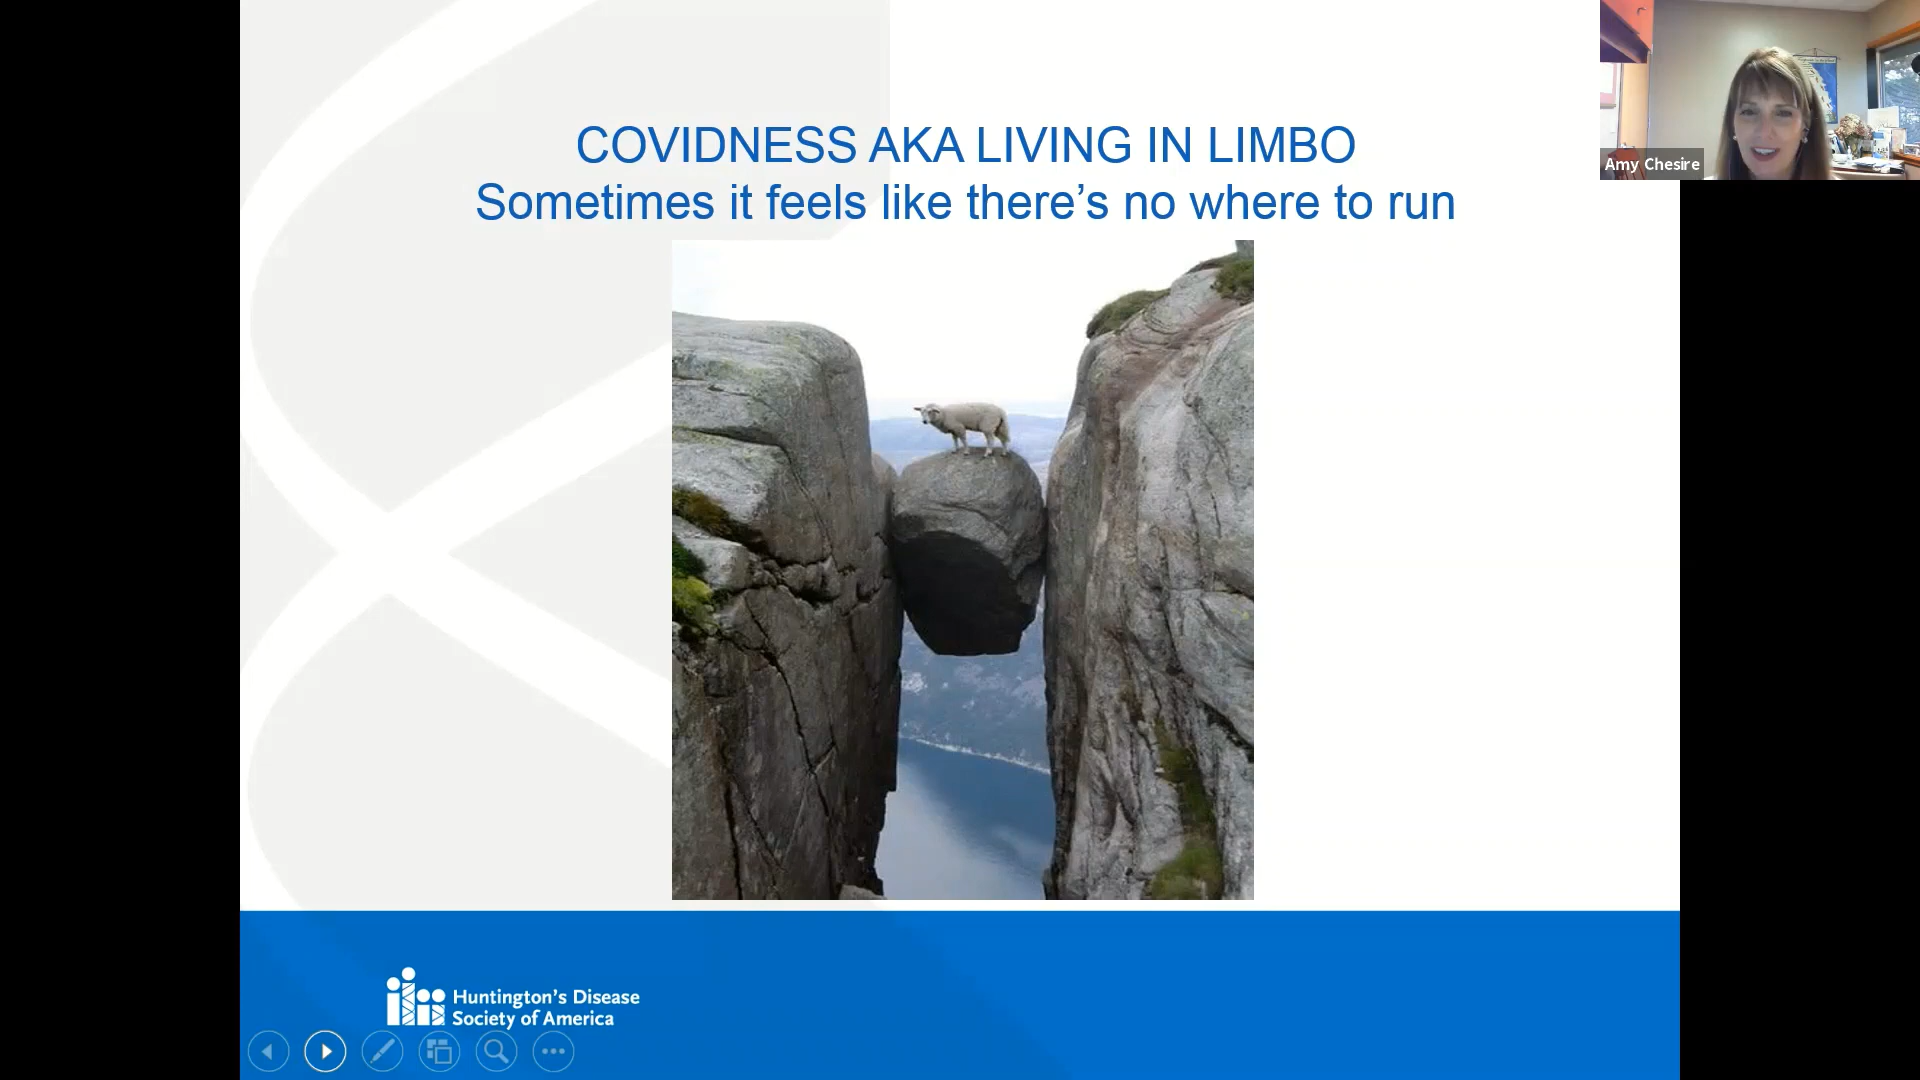 COVIDNESS AKA LIVING IN LIMBO
Sometimes it feels like there’s no where to run
Amy Chesire
Huntington’s Disease
Society of America